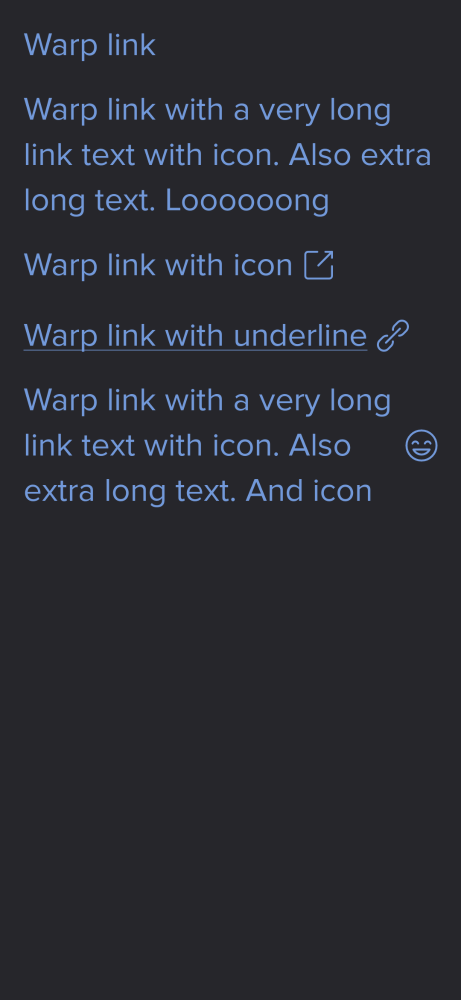 Warp link
Warp link with a very long
link text with icon. Also extra
long text. Loooooong
Warp link with icon
Warp link with underline
Warp link with a very long
link text with icon. Also
extra long text. And icon